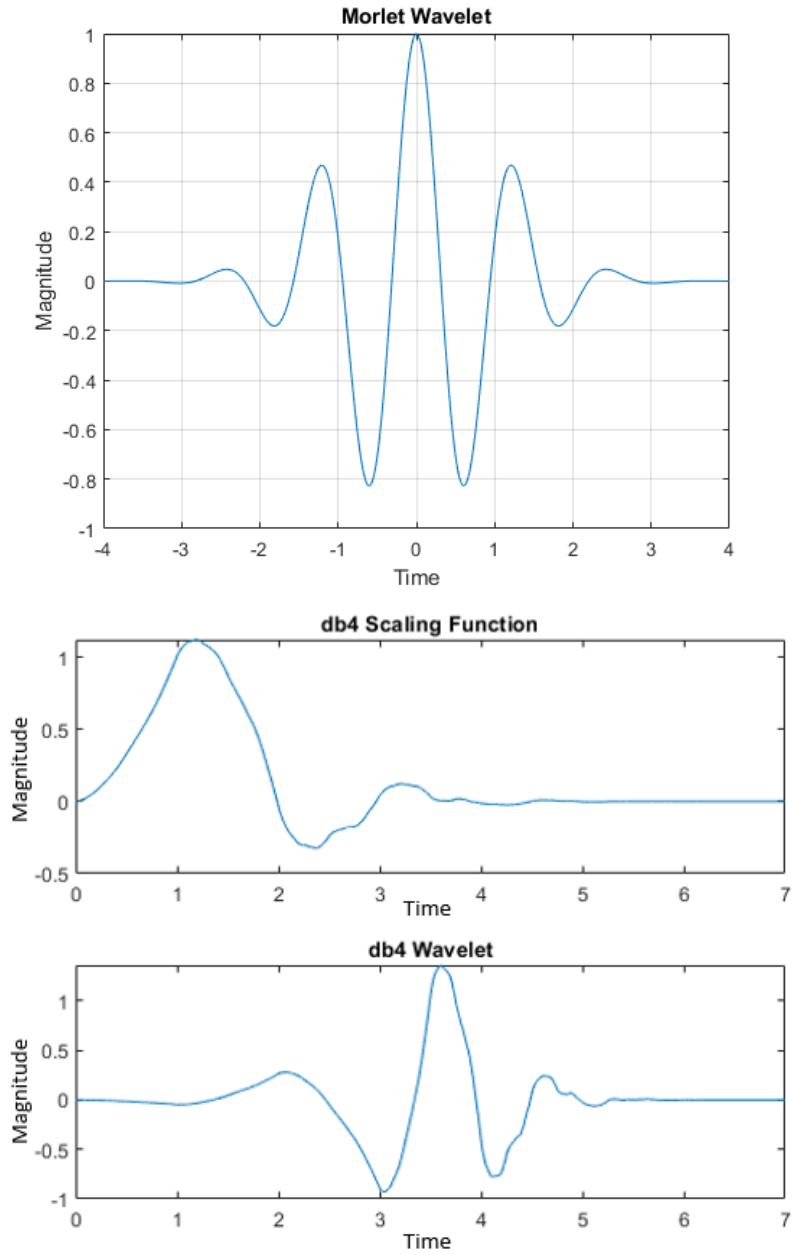 Morlet Wavelet
1
0.8
0.6
0.4
0.2
0
-0.2
-0.4
-0.6
-0.8
-1
Magnitude
-4 -3 -2 -1 0 1 2 3 4
Time
db4 Scaling Function
1
0.5
0
-0.5
Magnitude
0 1 2 3 4 5 6 7
Time
db4 Wavelet
1
0.5
0
-0.5
-1
Magnitude
0 1 2 3 4 5 6 7
Time